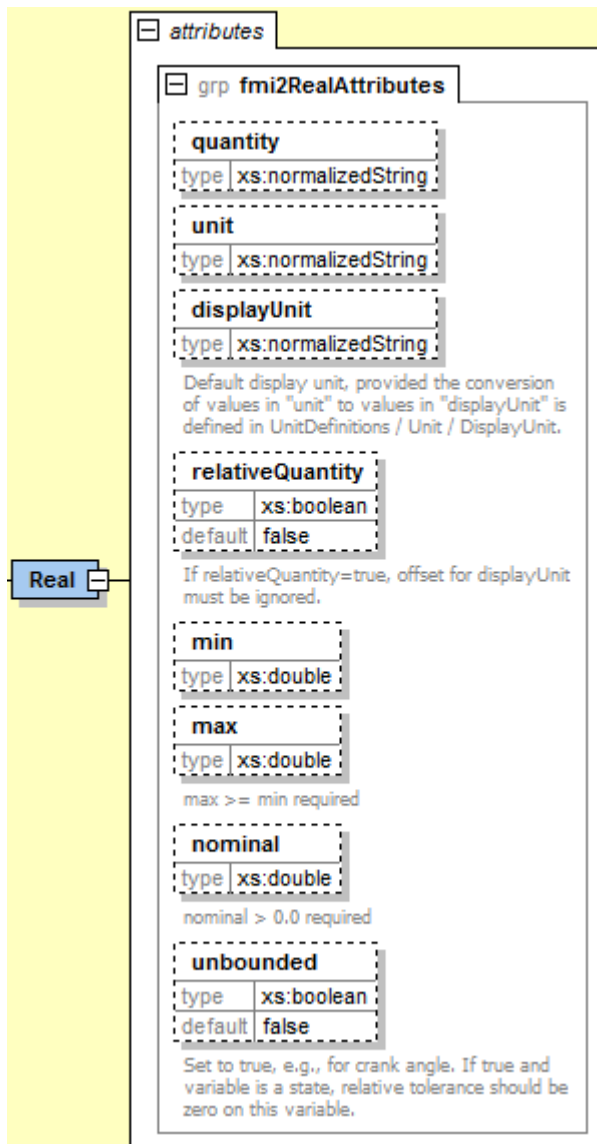 attributes
grp fmi2RealAttributes
quantity
type xs:normalizedString
unit
type xs:normalizedString
displayUnit
type xs:normalizedString
Default display unit, provided the conversion
of values in "unit" to values in "displayUnit" is
defined in UnitDefinitions / Unit / DisplayUnit.
relativeQuantity
type xs:boolean
default false
Real
If relativeQuantity=true, offset for displayUnit
must be ignored.
min
type xs:double
max
type xs:double
max >= min required
nominal
type xs:double
nominal > 0.0 required
unbounded
type xs:boolean
default false
Set to true, e.g., for crank angle. If true and
variable is a state, relative tolerance should be
zero on this variable.